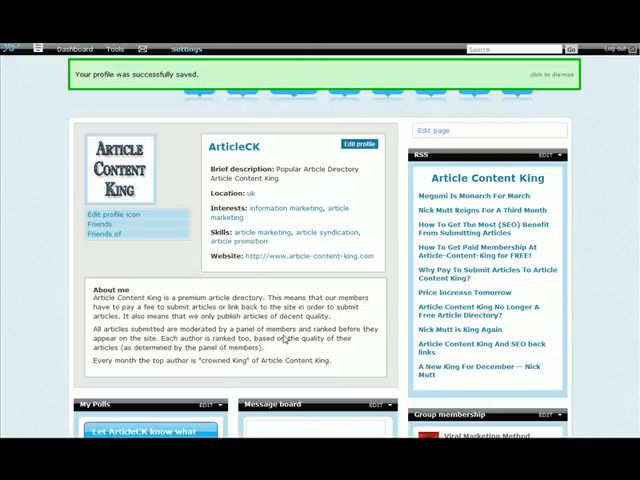 Dashboard Tools Settings Search Go Log out
Your profile was successfully saved. click to dismiss
ARTICLE
CONTENT
KING
Edit profile icon
Friends
Friends of
ArticleCK Edit profile
Brief description: Popular Article Directory
Article Content King
Location: uk
Interests: information marketing, article
marketing
Skills: article marketing, article syndication,
article promotion
Website: http://www.article-content-king.com
About me
Article Content King is a premium article directory. This means that our members
have to pay a fee to submit articles or link back to the site in order to submit
articles. It also means that we only publish articles of decent quality.
All articles submitted are moderated by a panel of members and ranked before they
appear on the site. Each author is ranked too, based on the quality of their
articles (as determined by the panel of members).
Every month the top author is "crowned King" of Article Content King.
My Polls EDIT
Let ArticleCK know what
Message board EDIT
Edit page
RSS EDIT
Article Content King
Megumi Is Monarch For March
Nick Mutt Reigns For A Third Month
How To Get The Most (SEO) Benefit
From Submitting Articles
How To Get Paid Membership At
Article-Content-King for FREE!
Why Pay To Submit Articles To Article
Content King?
Price Increase Tomorrow
Article Content King No Longer A
Free Article Directory?
Nick Mutt is King Again
Article Content King And SEO back
links
A New King For December — Nick
Mutt
Group membership EDIT
Viral Marketing Method